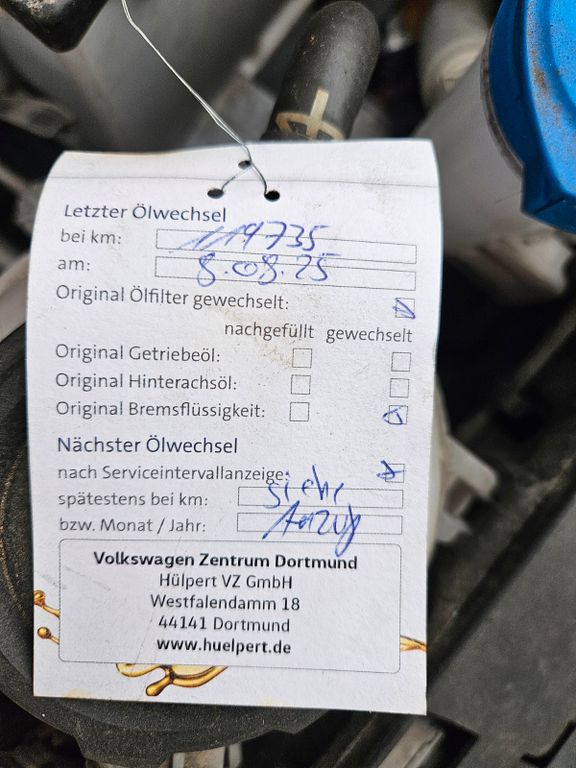 Letzter Ölwechsel
bei km: 119735
am: 8.08.25
Original Ölfilter gewechselt:
nachgefüllt gewechselt
Original Getriebeöl:
Original Hinterachsöl:
Original Bremsflüssigkeit:
Nächster Ölwechsel
nach Serviceintervallanzeige:
spätestens bei km: siehe
bzw. Monat / Jahr:
Volkswagen Zentrum Dortmund
Hülpert VZ GmbH
Westfalendamm 18
44141 Dortmund
www.huelpert.de